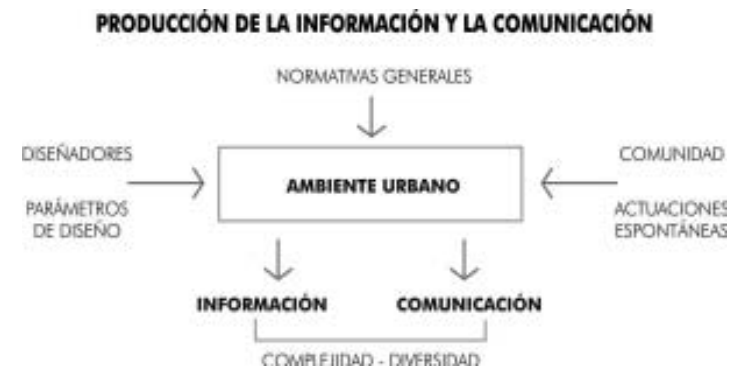 PRODUCCIÓN DE LA INFORMACIÓN Y LA COMUNICACIÓN
NORMATIVAS GENERALES
DISEÑADORES
PARÁMETROS
DE DISEÑO
AMBIENTE URBANO
COMUNIDAD
ACTUACIONES
ESPONTÁNEAS
INFORMACIÓN
COMUNICACIÓN
COMPLEJIDAD - DIVERSIDAD